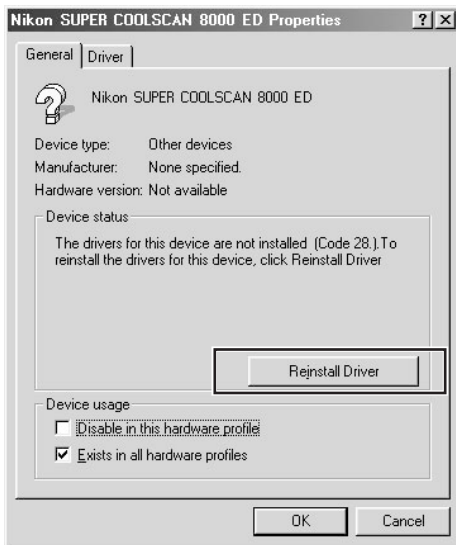 Nikon SUPER COOLSCAN 8000 ED Properties
General
Driver
Nikon SUPER COOLSCAN 8000 ED
Device type: Other devices
Manufacturer: None specified.
Hardware version: Not available
Device status
The drivers for this device are not installed (Code 28.).To
reinstall the drivers for this device, click Reinstall Driver
Reinstall Driver
Device usage
Disable in this hardware profile
Exists in all hardware profiles
OK
Cancel